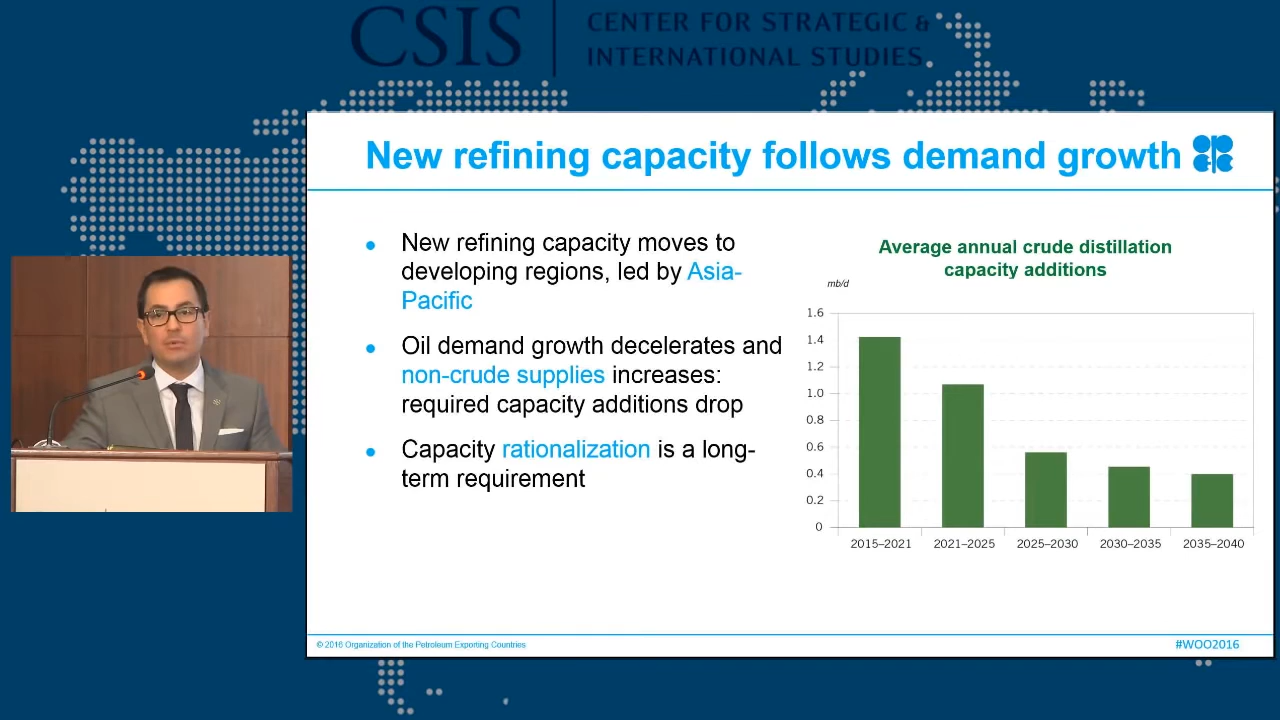 CSIS
CENTER FOR STRATEGIC &
INTERNATIONAL STUDIES
New refining capacity follows demand growth
New refining capacity moves to
developing regions, led by Asia-
Pacific
Oil demand growth decelerates and
non-crude supplies increases:
required capacity additions drop
Capacity rationalization is a long-
term requirement
Average annual crude distillation
capacity additions
mb/d
1.6
1.4
1.2
1.0
0.8
0.6
0.4
0.2
0
2015–2021
2021–2025
2025–2030
2030–2035
2035–2040
© 2016 Organization of the Petroleum Exporting Countries
#WOO2016